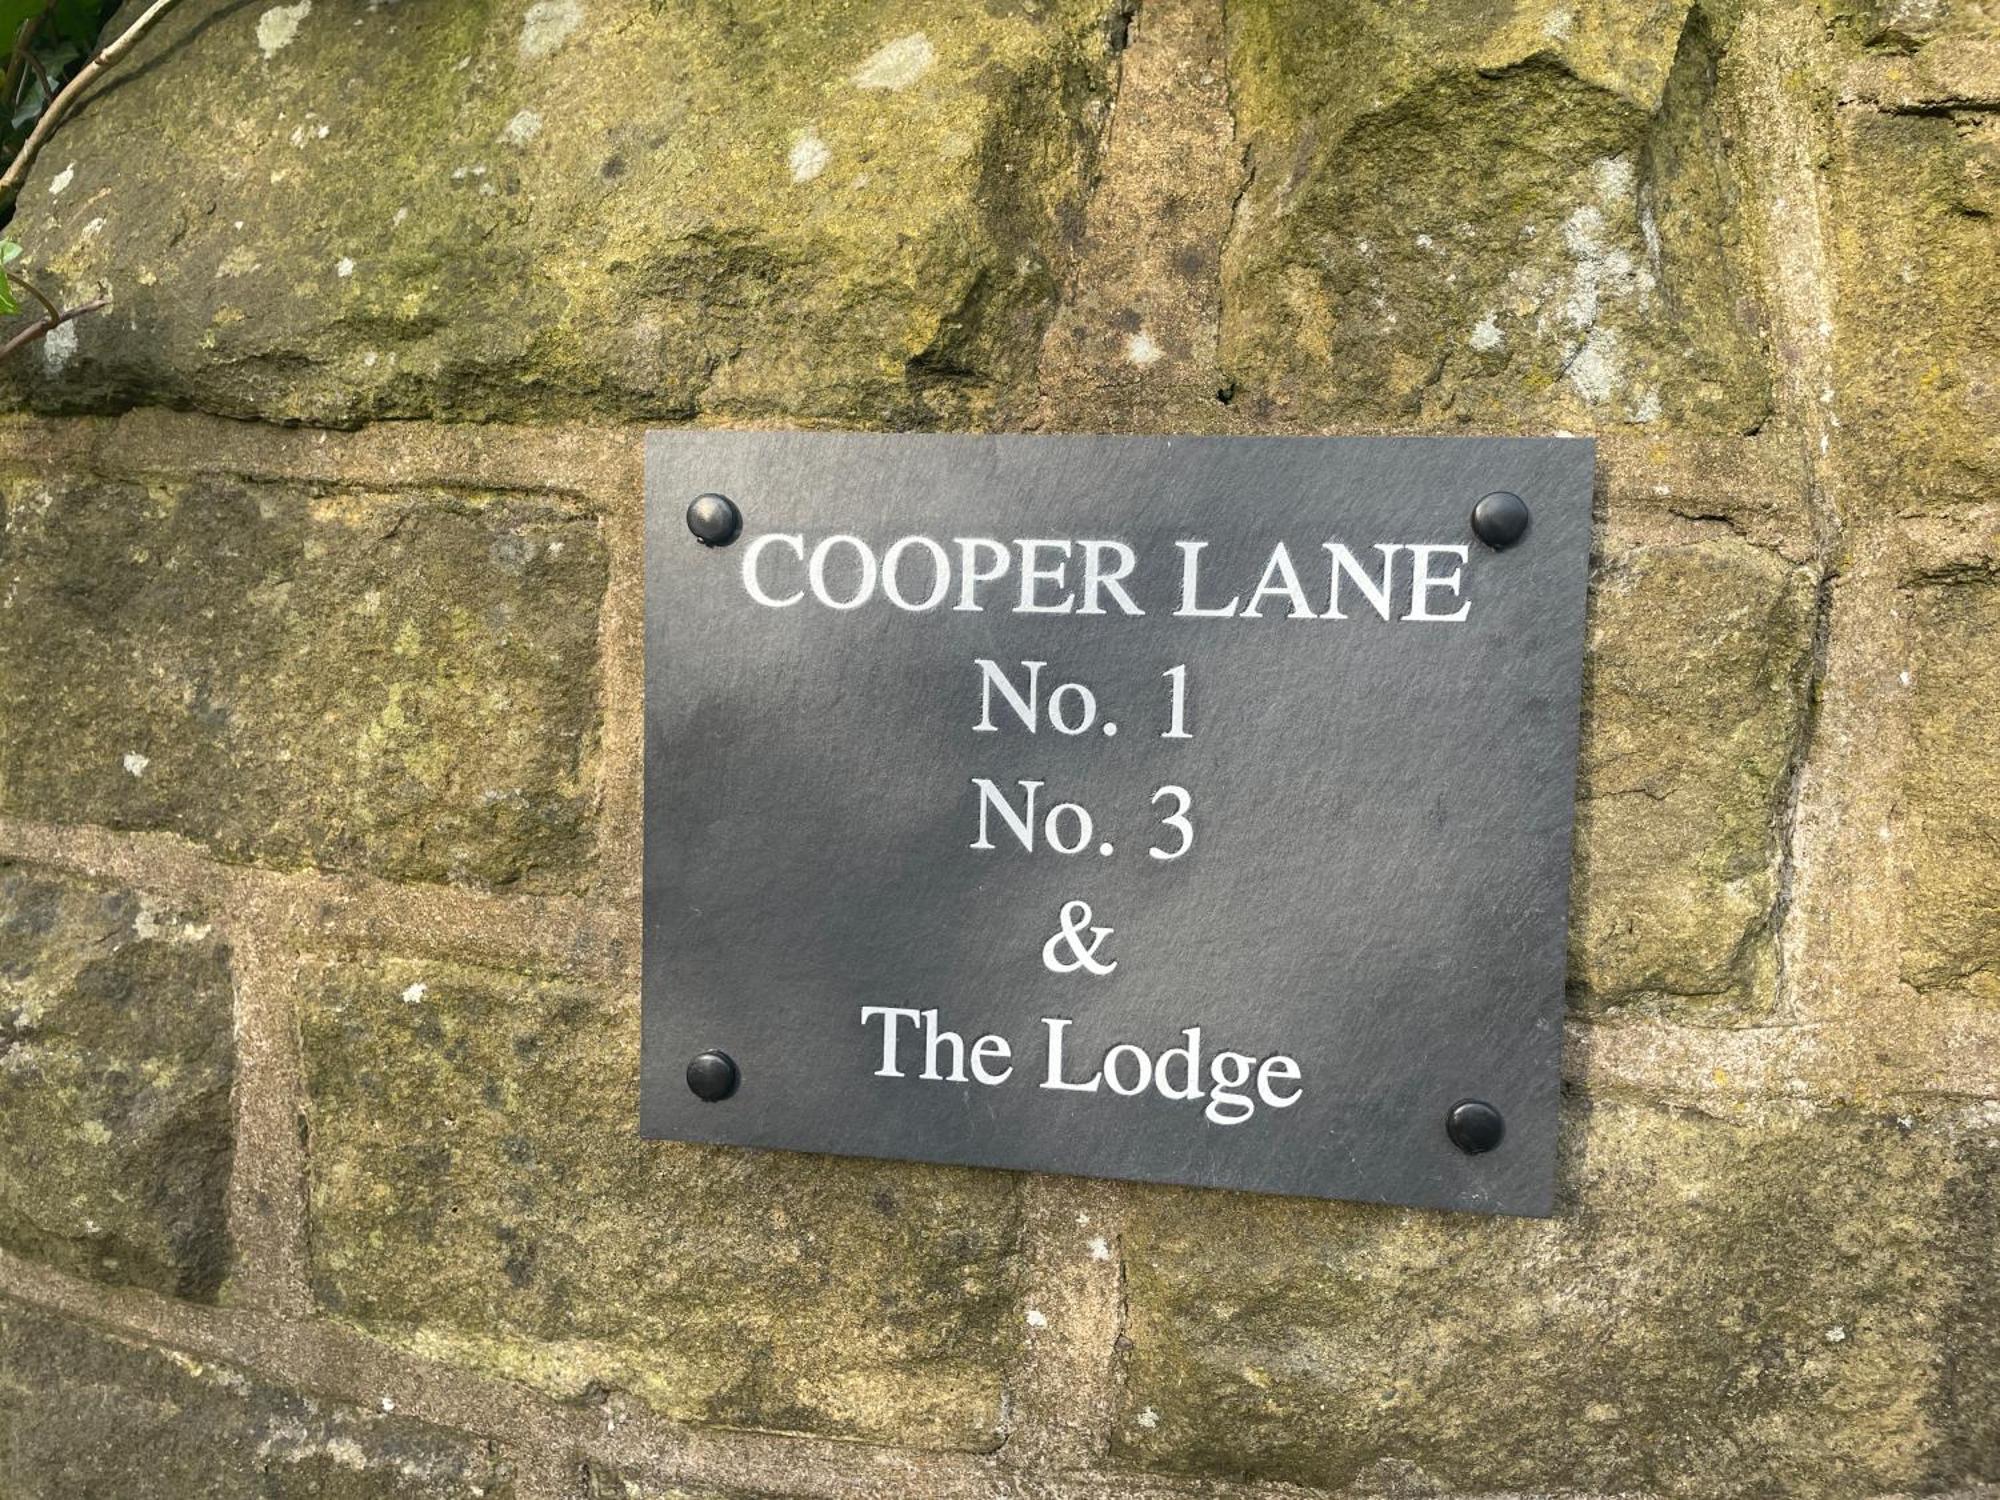 COOPER LANE
No. 1
No. 3
&
The Lodge